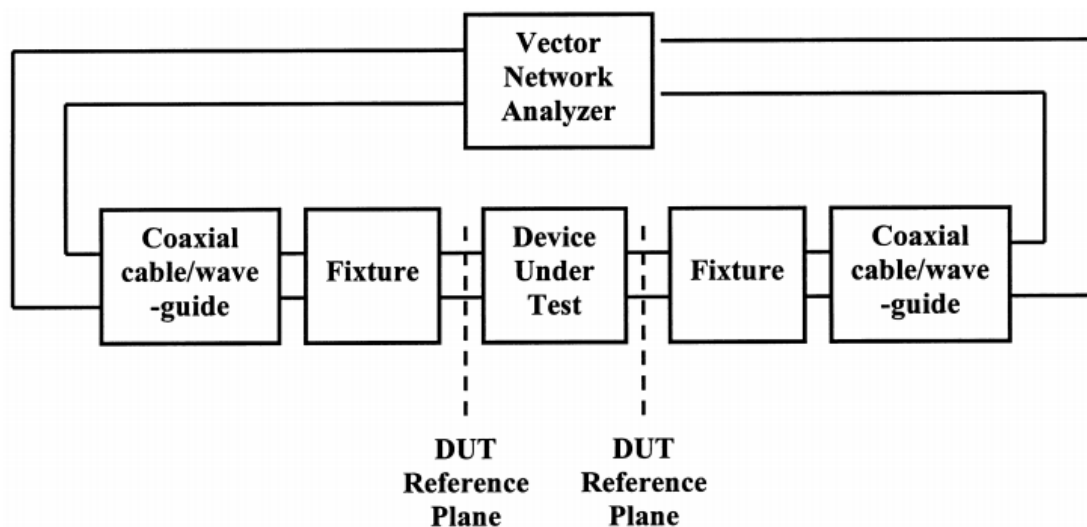 Vector
Network
Analyzer
Coaxial
cable/wave
-guide
Fixture
Device
Under
Test
Fixture
Coaxial
cable/wave
-guide
DUT
Reference
Plane
DUT
Reference
Plane